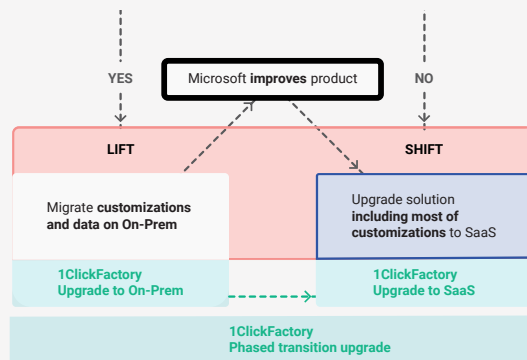 YES
Microsoft improves product
NO
LIFT
SHIFT
Migrate customizations
and data on On-Prem
Upgrade solution
including most of
customizations to SaaS
1ClickFactory
Upgrade to On-Prem
1ClickFactory
Upgrade to SaaS
1ClickFactory
Phased transition upgrade